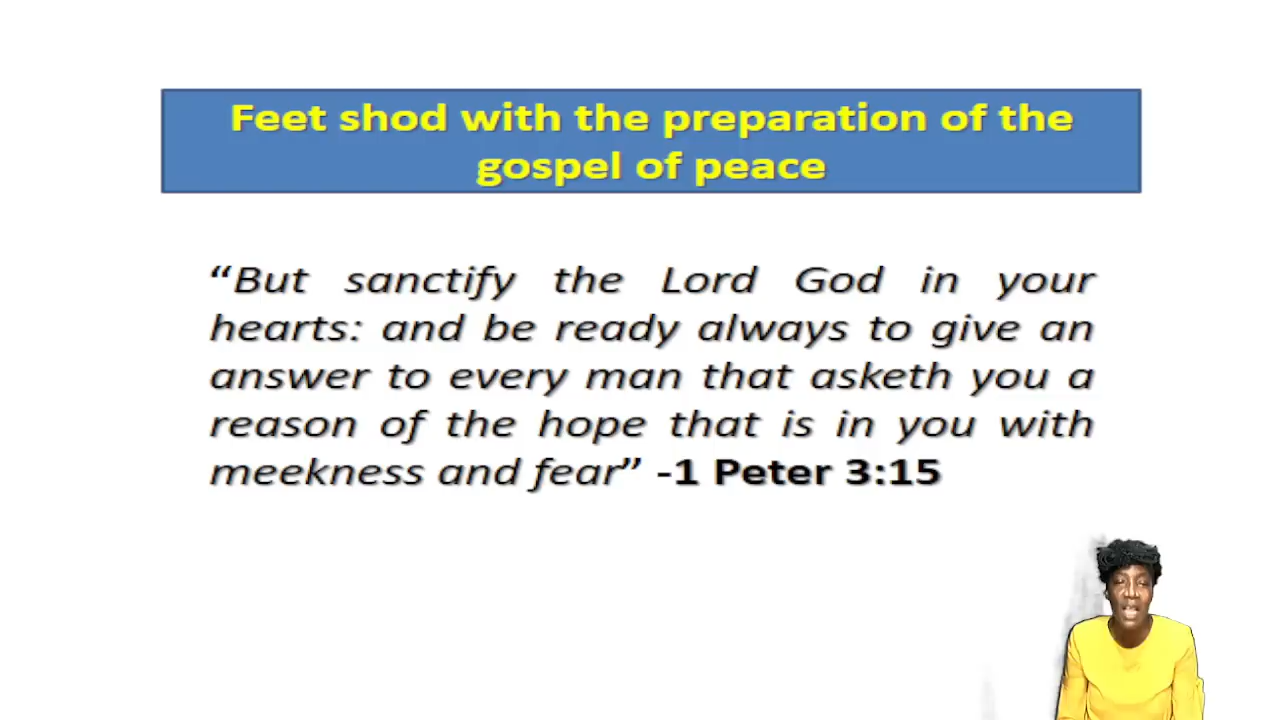 Feet shod with the preparation of the
gospel of peace
“But sanctify the Lord God in your
hearts: and be ready always to give an
answer to every man that asketh you a
reason of the hope that is in you with
meekness and fear” -1 Peter 3:15